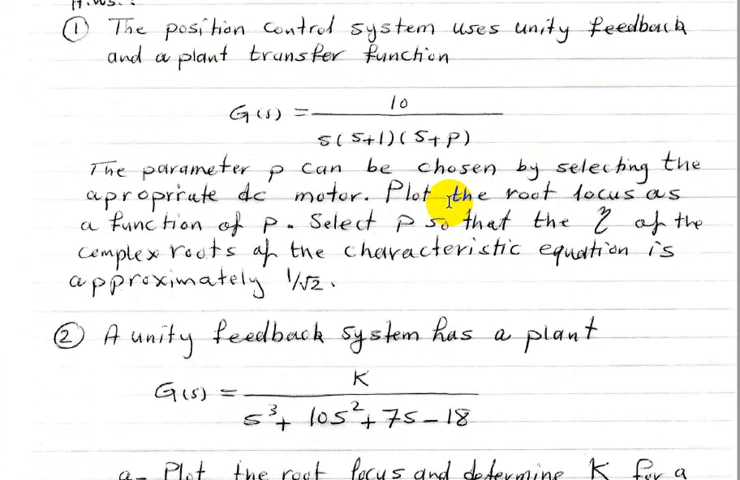 H.W.:
① The position control system uses unity feedback
and a plant transfer function
G(s) = 10 / s(s+1)(s+p)
The parameter p can be chosen by selecting the
apropriate dc motor. Plot the root locus as
a function of p. Select p so that the ζ of the
complex roots of the characteristic equation is
approximately 1/√2.
② A unity feedback system has a plant
G(s) = K / s³ + 10s² + 7s - 18
a- Plot the root locus and determine K for a